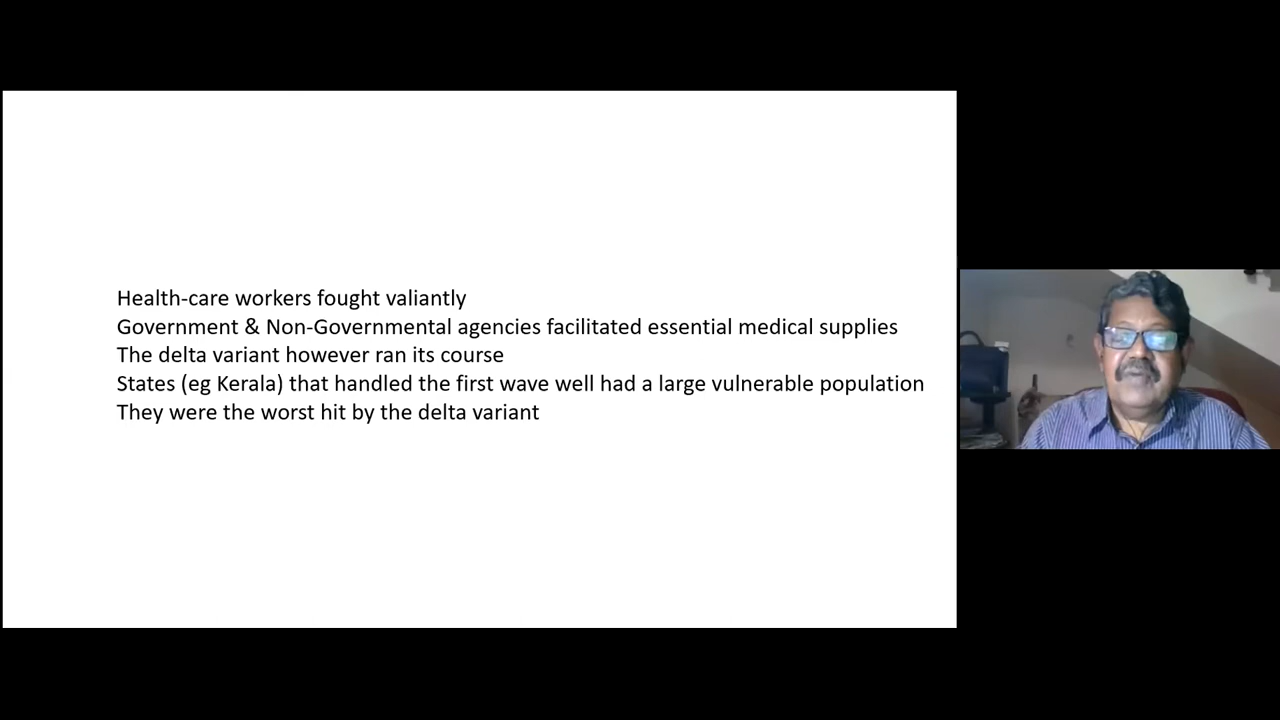 Health-care workers fought valiantly
Government & Non-Governmental agencies facilitated essential medical supplies
The delta variant however ran its course
States (eg Kerala) that handled the first wave well had a large vulnerable population
They were the worst hit by the delta variant